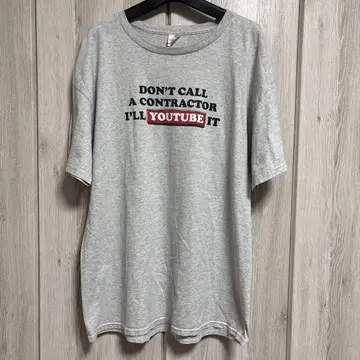 DON'T CALL
A CONTRACTOR
I'LL YOUTUBE IT